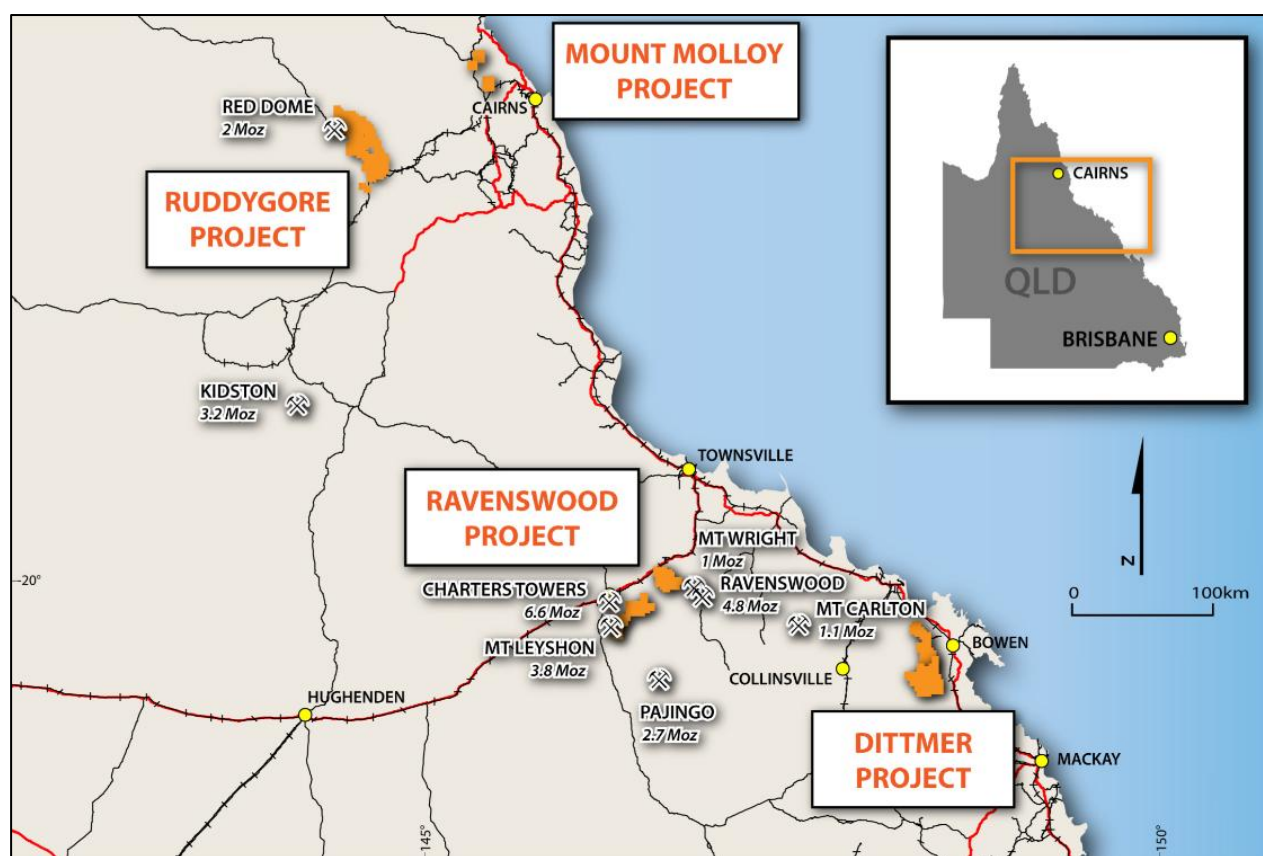 MOUNT MOLLOY
PROJECT
CAIRNS
RED DOME
2 Moz
RUDDYGORE
PROJECT
CAIRNS
QLD
BRISBANE
KIDSTON
3.2 Moz
TOWNSVILLE
RAVENSWOOD
PROJECT
MT WRIGHT
1 Moz
N
-20°
CHARTERS TOWERS
6.6 Moz
RAVENSWOOD
4.8 Moz
MT CARLTON
1.1 Moz
0
100km
MT LEYSHON
3.8 Moz
BOWEN
COLLINSVILLE
HUGHENDEN
PAJINGO
2.7 Moz
DITTMER
PROJECT
MACKAY
-145°
-150°